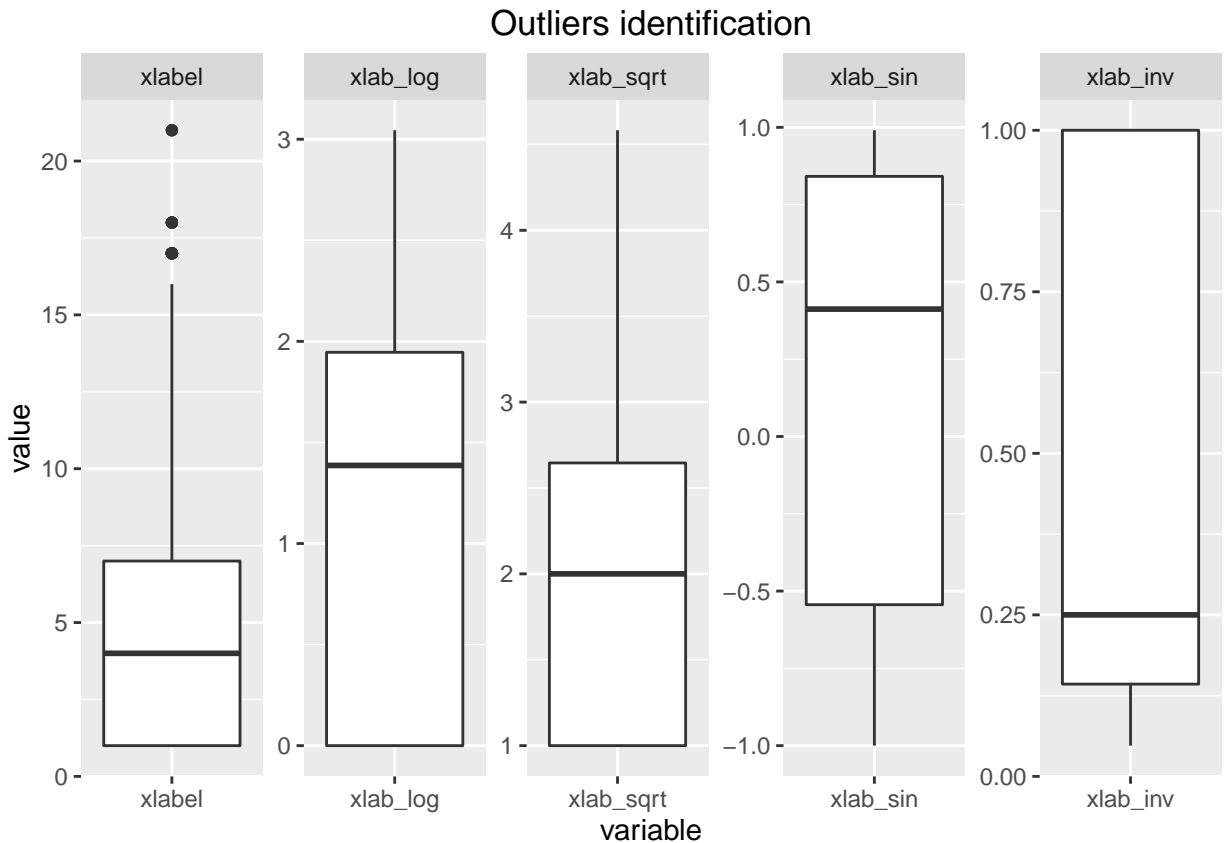 Outliers identification
xlabel
xlab_log
xlab_sqrt
xlab_sin
xlab_inv
value
20
15
10
5
0
3
2
1
0
4
3
2
1
1.0
0.5
0.0
−0.5
−1.0
1.00
0.75
0.50
0.25
0.00
xlabel
xlab_log
xlab_sqrt
xlab_sin
xlab_inv
variable